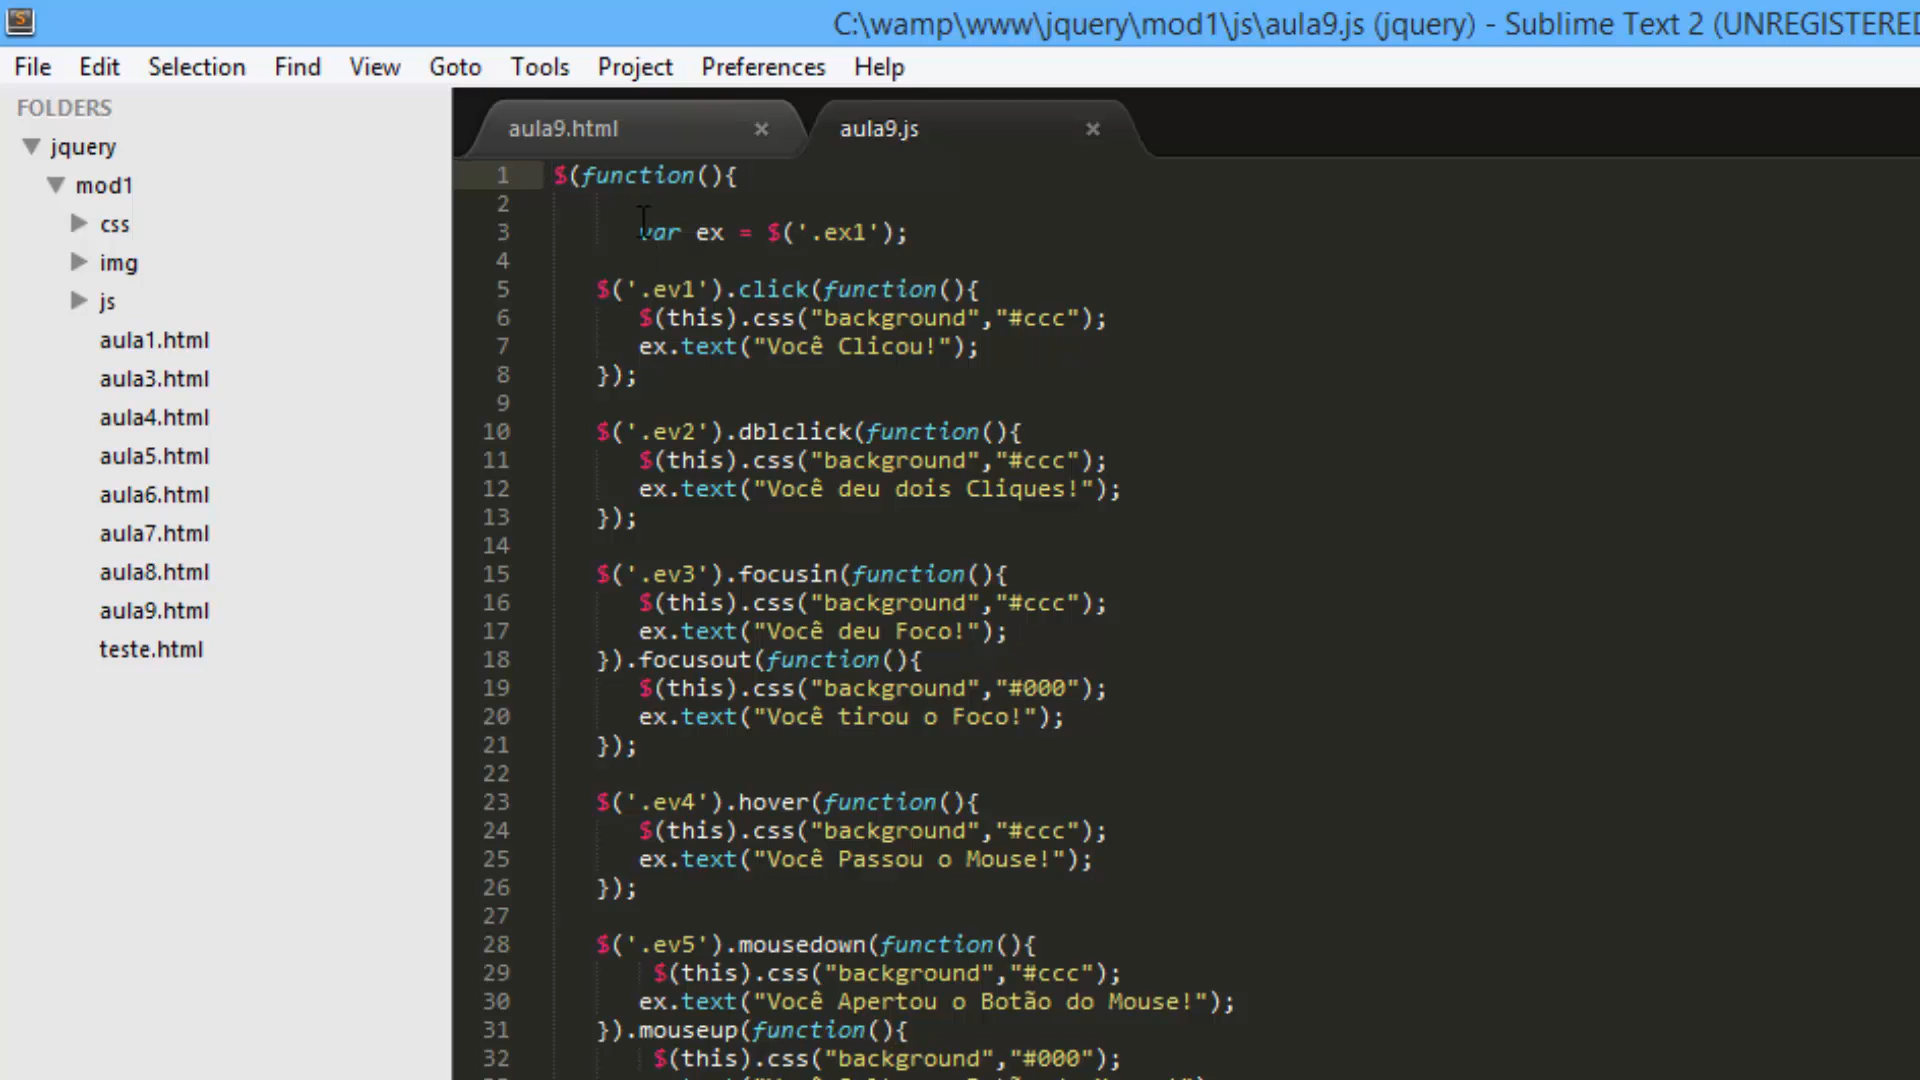 C:\wamp\www\jquery\mod1\js\aula9.js (jquery) - Sublime Text 2 (UNREGISTERED
File Edit Selection Find View Goto Tools Project Preferences Help
FOLDERS
jquery
mod1
css
img
js
aula1.html
aula3.html
aula4.html
aula5.html
aula6.html
aula7.html
aula8.html
aula9.html
teste.html
aula9.html × aula9.js ×
1 $(function(){
2
3 var ex = $('.ex1');
4
5 $('.ev1').click(function(){
6 $(this).css("background","#ccc");
7 ex.text("Você Clicou!");
8 });
9
10 $('.ev2').dblclick(function(){
11 $(this).css("background","#ccc");
12 ex.text("Você deu dois Cliques!");
13 });
14
15 $('.ev3').focusin(function(){
16 $(this).css("background","#ccc");
17 ex.text("Você deu Foco!");
18 }).focusout(function(){
19 $(this).css("background","#000");
20 ex.text("Você tirou o Foco!");
21 });
22
23 $('.ev4').hover(function(){
24 $(this).css("background","#ccc");
25 ex.text("Você Passou o Mouse!");
26 });
27
28 $('.ev5').mousedown(function(){
29 $(this).css("background","#ccc");
30 ex.text("Você Apertou o Botão do Mouse!");
31 }).mouseup(function(){
32 $(this).css("background","#000");